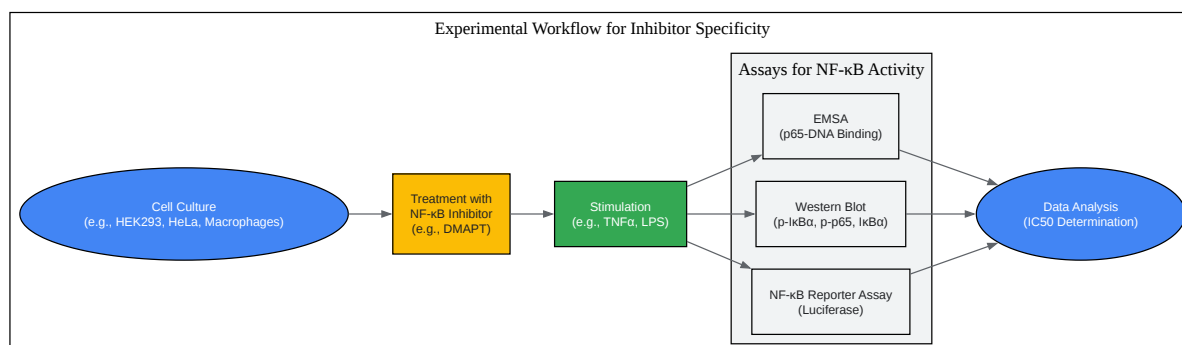 Experimental Workflow for Inhibitor Specificity
Assays for NF-κB Activity
EMSA
(p65-DNA Binding)
Cell Culture
(e.g., HEK293, HeLa, Macrophages)
Treatment with
NF-κB Inhibitor
(e.g., DMAPT)
Stimulation
(e.g., TNFα, LPS)
Western Blot
(p-IκBα, p-p65, IκBα)
Data Analysis
(IC50 Determination)
NF-κB Reporter Assay
(Luciferase)